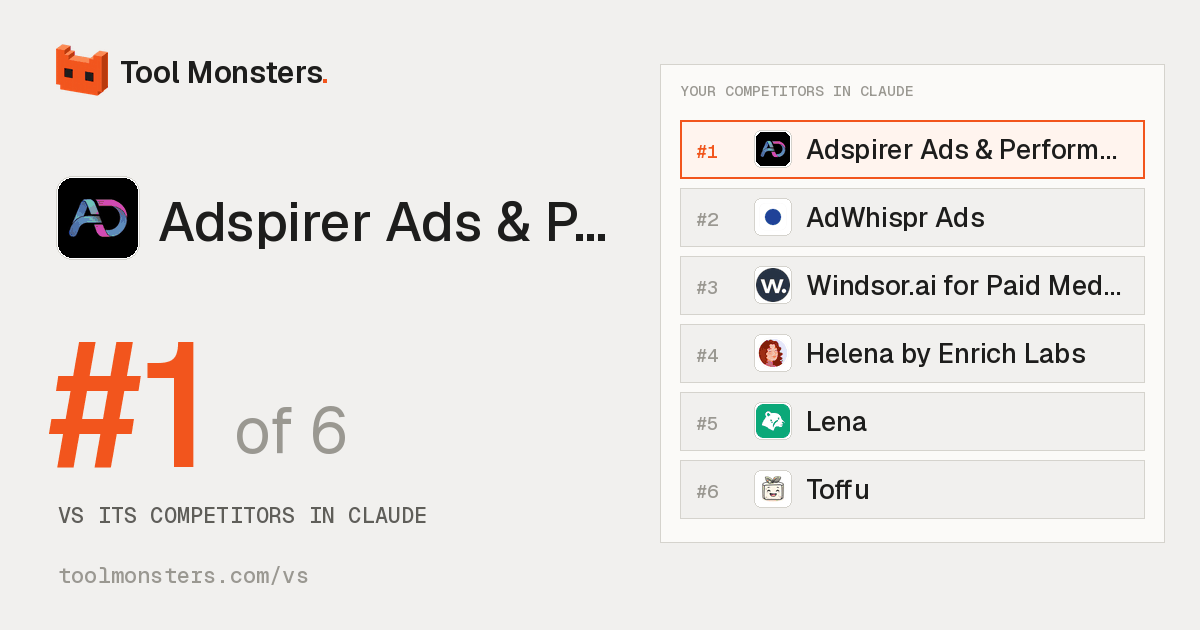 Tool Monsters.
Adspirer Ads & P...
#1 of 6
VS ITS COMPETITORS IN CLAUDE
toolmonsters.com/vs
YOUR COMPETITORS IN CLAUDE
#1 AD Adspirer Ads & Perform...
#2 AdWhispr Ads
#3 w. Windsor.ai for Paid Med...
#4 Helena by Enrich Labs
#5 Lena
#6 Toffu